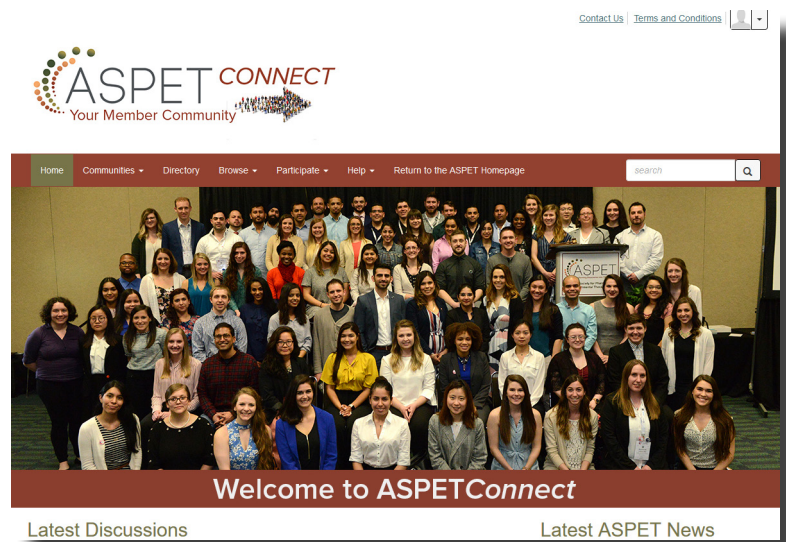 Contact Us Terms and Conditions
ASPET CONNECT
Your Member Community
Home Communities Directory Browse Participate Help Return to the ASPET Homepage search
ASPET
Welcome to ASPETConnect
Latest Discussions Latest ASPET News